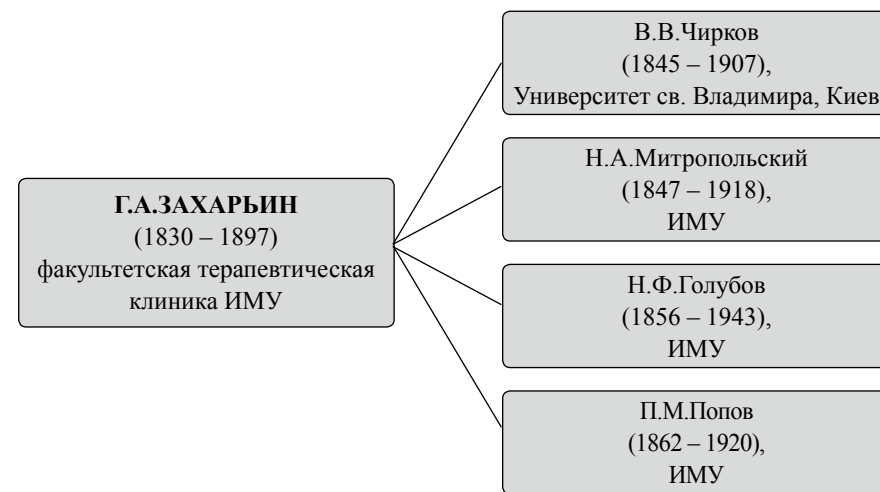 Г.А.ЗАХАРЬИН
(1830 – 1897)
факультетская терапевтическая
клиника ИМУ
В.В.Чирков
(1845 – 1907),
Университет св. Владимира, Киев
Н.А.Митропольский
(1847 – 1918),
ИМУ
Н.Ф.Голубов
(1856 – 1943),
ИМУ
П.М.Попов
(1862 – 1920),
ИМУ